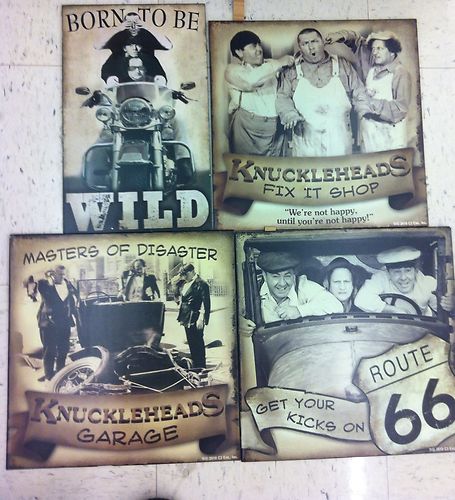 BORN TO BE
WILD
KNUCKLEHEADS
FIX IT SHOP
"We're not happy,
until you're not happy!"
MASTERS OF DISASTER
KNUCKLEHEADS
GARAGE
GET YOUR
KICKS ON
ROUTE
66